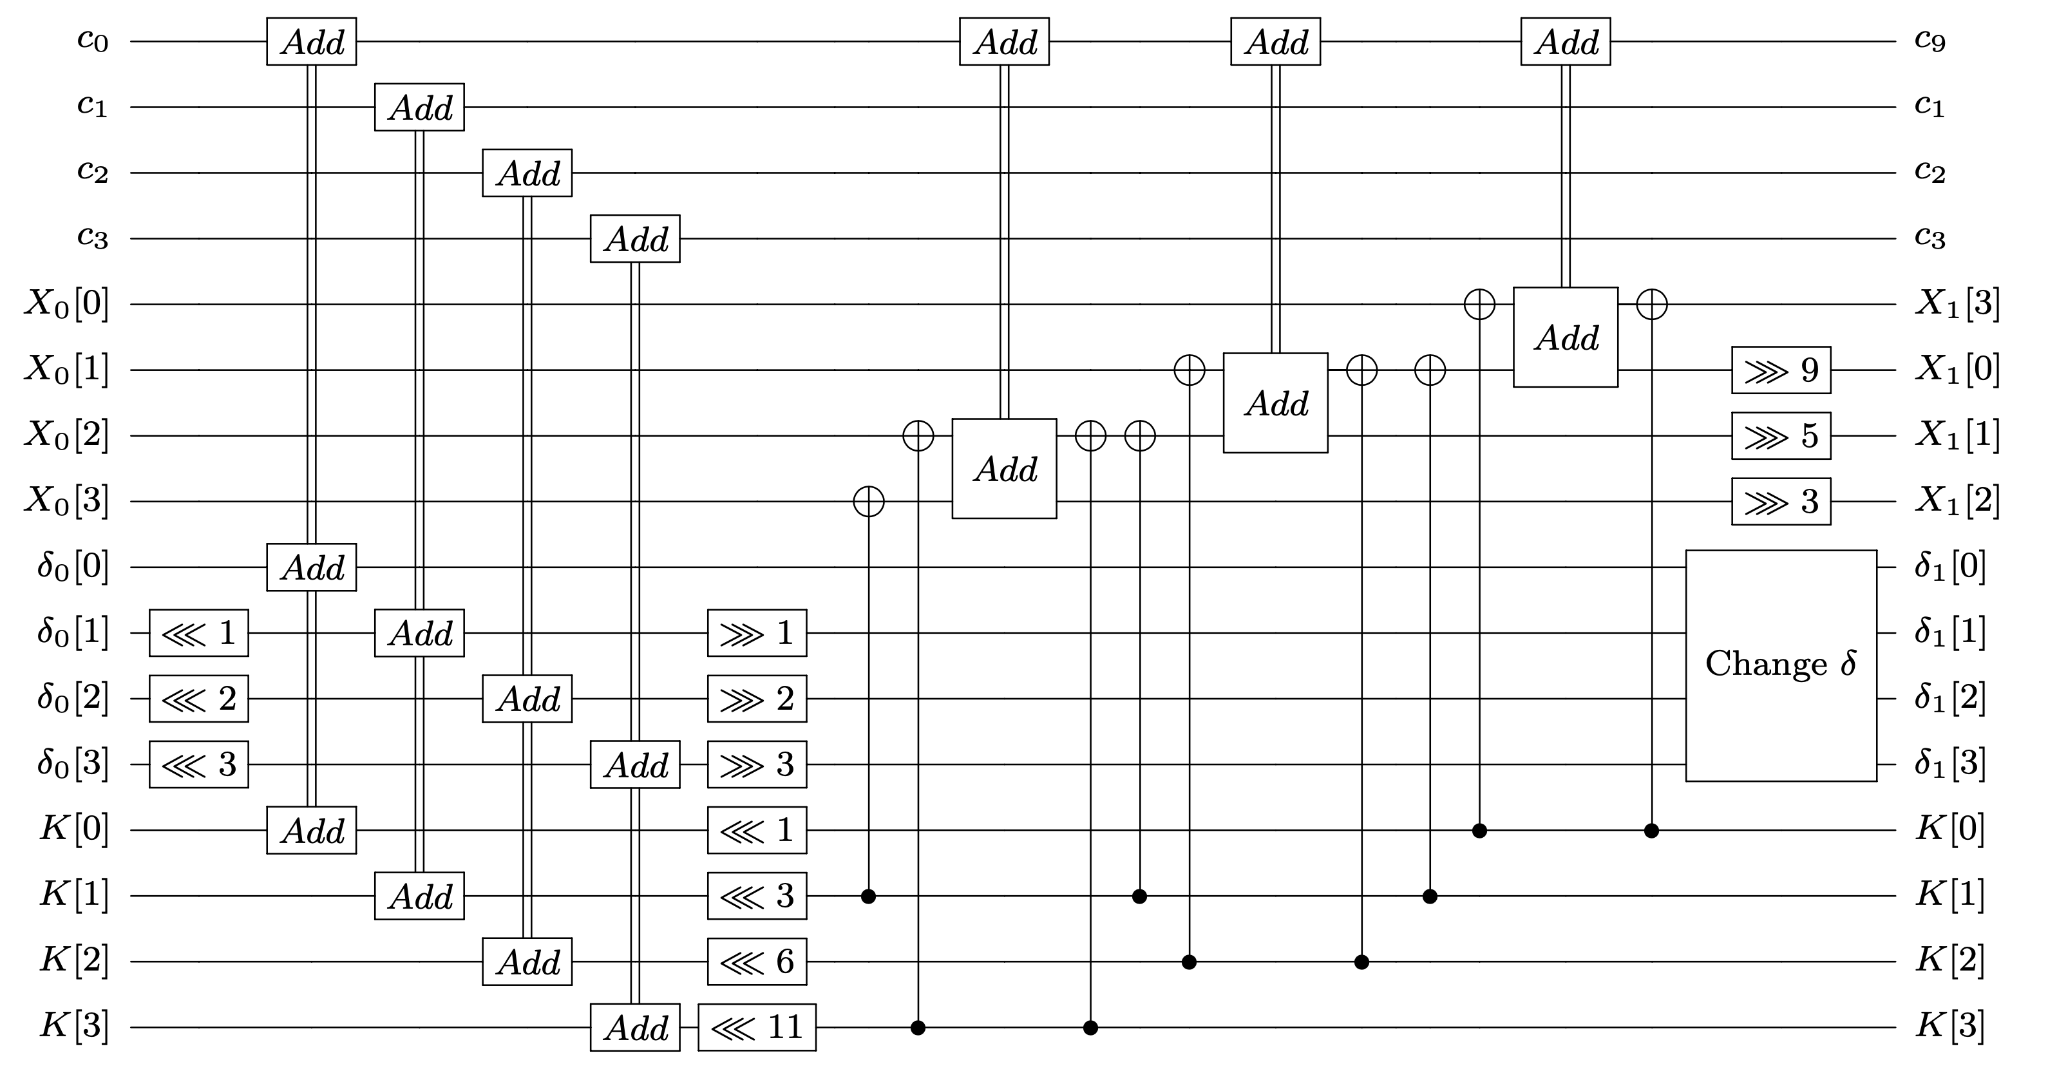 c₀ Add Add Add Add c₉
c₁ Add c₁
c₂ Add c₂
c₃ Add c₃
X₀[0] X₁[3]
Add
X₀[1] ⋙ 9 X₁[0]
Add
X₀[2] ⋙ 5 X₁[1]
Add
X₀[3] ⋙ 3 X₁[2]
δ₀[0] Add δ₁[0]
δ₀[1] ⋘ 1 Add ⋙ 1 δ₁[1]
Change δ
δ₀[2] ⋘ 2 Add ⋙ 2 δ₁[2]
δ₀[3] ⋘ 3 Add ⋙ 3 δ₁[3]
K[0] Add ⋘ 1 K[0]
K[1] Add ⋘ 3 K[1]
K[2] Add ⋘ 6 K[2]
K[3] Add ⋘ 11 K[3]